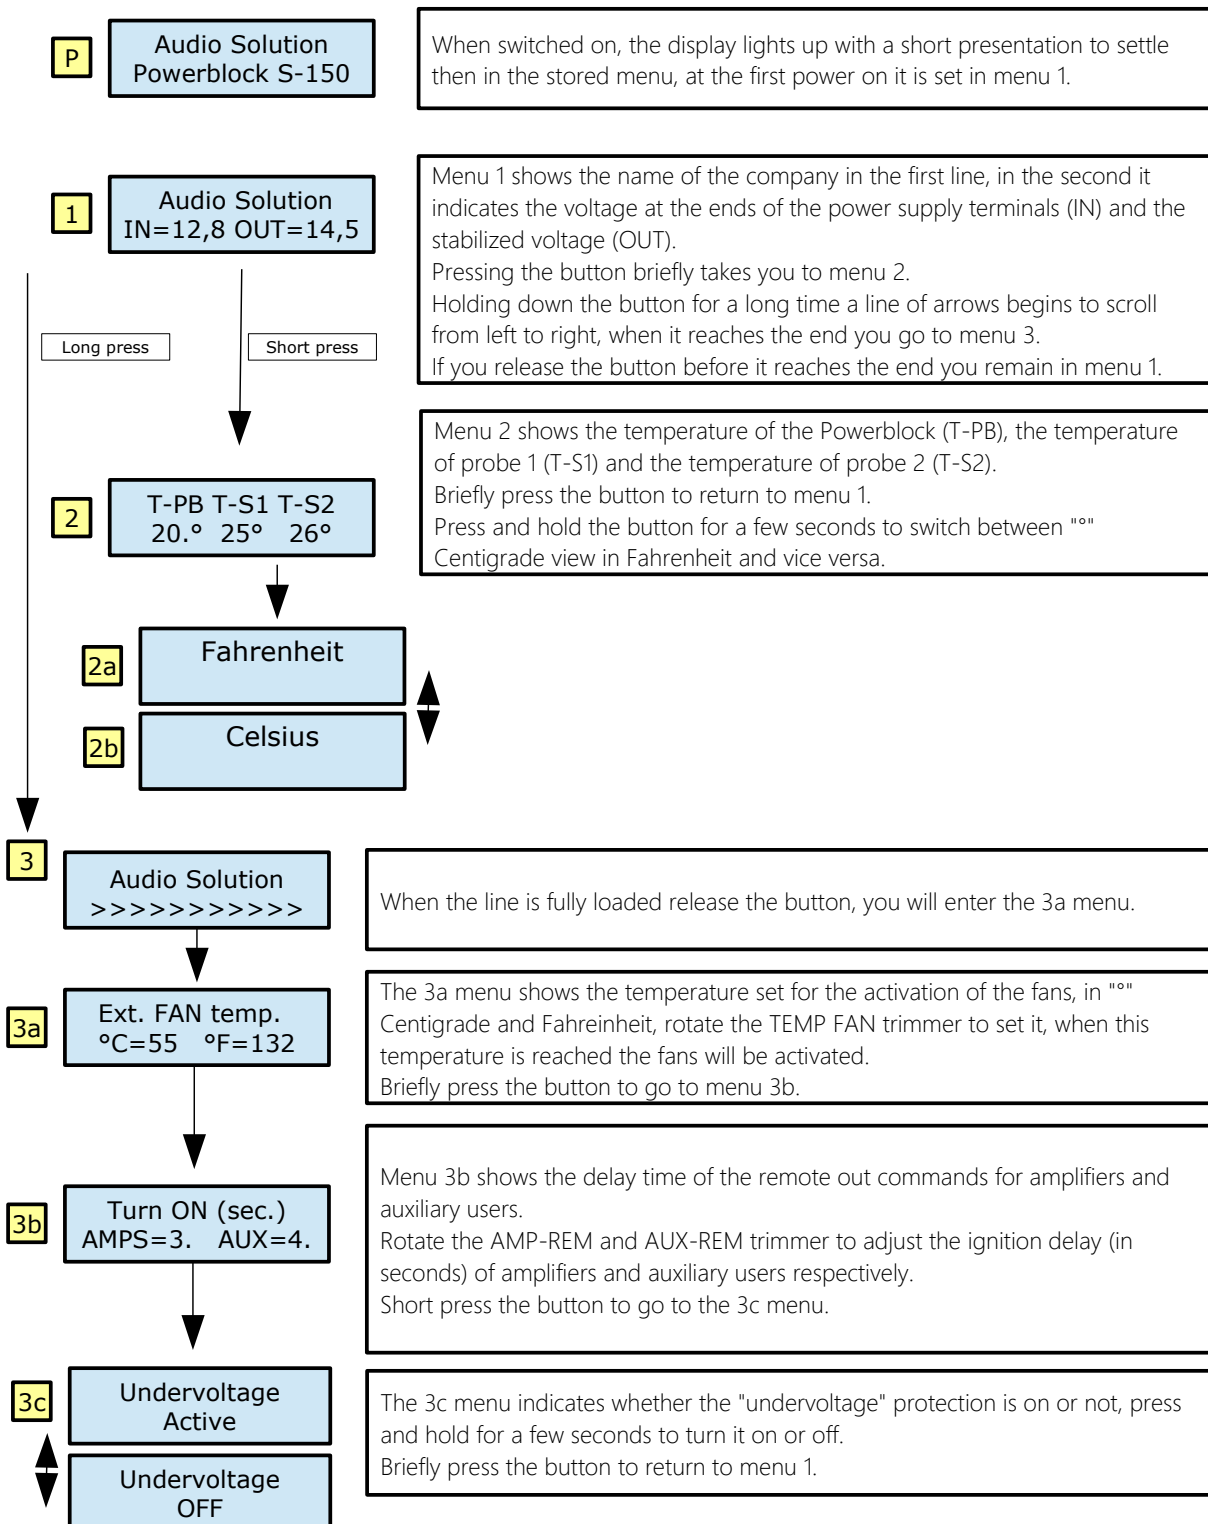 P
Audio Solution
Powerblock S-150
When switched on, the display lights up with a short presentation to settle
then in the stored menu, at the first power on it is set in menu 1.
1
Audio Solution
IN=12,8 OUT=14,5
Menu 1 shows the name of the company in the first line, in the second it
indicates the voltage at the ends of the power supply terminals (IN) and the
stabilized voltage (OUT).
Pressing the button briefly takes you to menu 2.
Holding down the button for a long time a line of arrows begins to scroll
from left to right, when it reaches the end you go to menu 3.
If you release the button before it reaches the end you remain in menu 1.
Long press
Short press
2
T-PB T-S1 T-S2
20.° 25° 26°
Menu 2 shows the temperature of the Powerblock (T-PB), the temperature
of probe 1 (T-S1) and the temperature of probe 2 (T-S2).
Briefly press the button to return to menu 1.
Press and hold the button for a few seconds to switch between "°"
Centigrade view in Fahrenheit and vice versa.
2a
Fahrenheit
2b
Celsius
3
Audio Solution
>>>>>>>>>>>
When the line is fully loaded release the button, you will enter the 3a menu.
3a
Ext. FAN temp.
°C=55 °F=132
The 3a menu shows the temperature set for the activation of the fans, in "°"
Centigrade and Fahreinheit, rotate the TEMP FAN trimmer to set it, when this
temperature is reached the fans will be activated.
Briefly press the button to go to menu 3b.
3b
Turn ON (sec.)
AMPS=3. AUX=4.
Menu 3b shows the delay time of the remote out commands for amplifiers and
auxiliary users.
Rotate the AMP-REM and AUX-REM trimmer to adjust the ignition delay (in
seconds) of amplifiers and auxiliary users respectively.
Short press the button to go to the 3c menu.
3c
Undervoltage
Active
Undervoltage
OFF
The 3c menu indicates whether the "undervoltage" protection is on or not, press
and hold for a few seconds to turn it on or off.
Briefly press the button to return to menu 1.